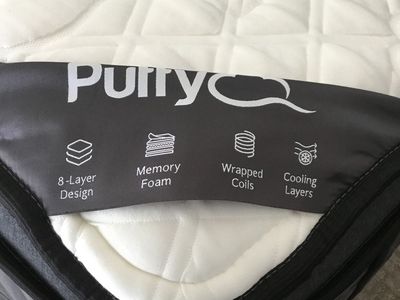 Puffy
8-Layer
Design
Memory
Foam
Wrapped
Coils
Cooling
Layers